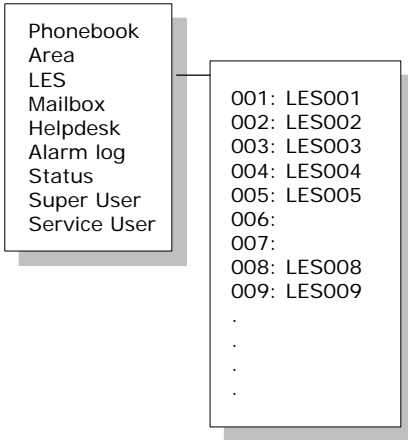 Phonebook
Area
LES
Mailbox
Helpdesk
Alarm log
Status
Super User
Service User
001: LES001
002: LES002
003: LES003
004: LES004
005: LES005
006:
007:
008: LES008
009: LES009
.
.
.
.